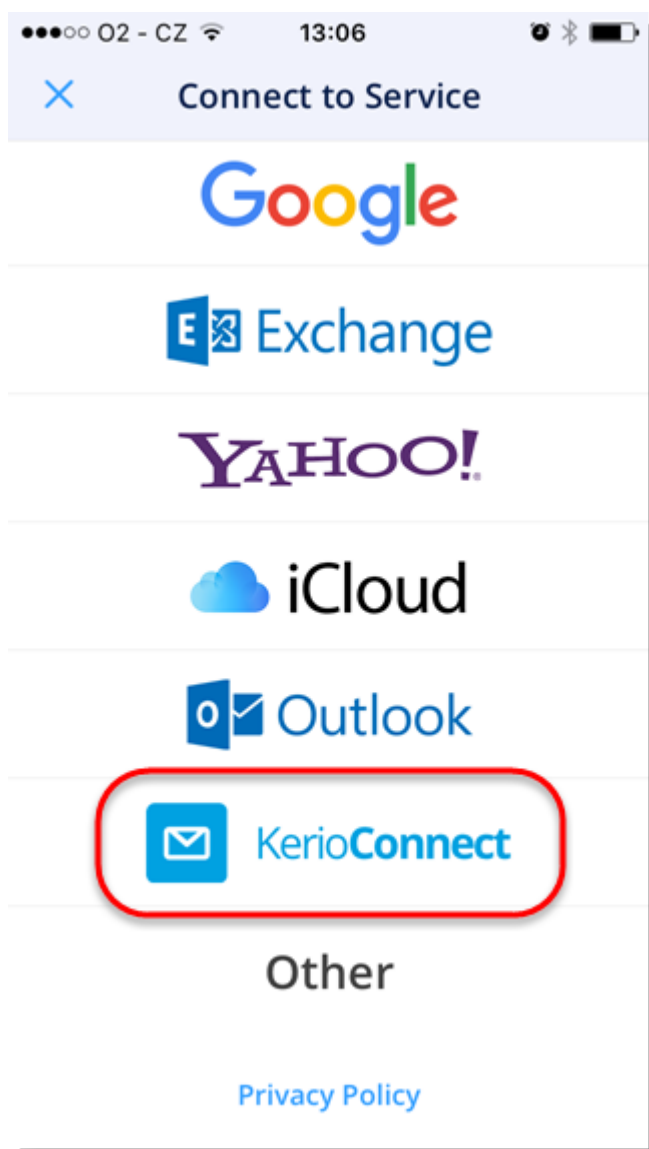 O2 - CZ 13:06
Connect to Service
Google
E Exchange
YAHOO!
iCloud
O Outlook
KerioConnect
Other
Privacy Policy